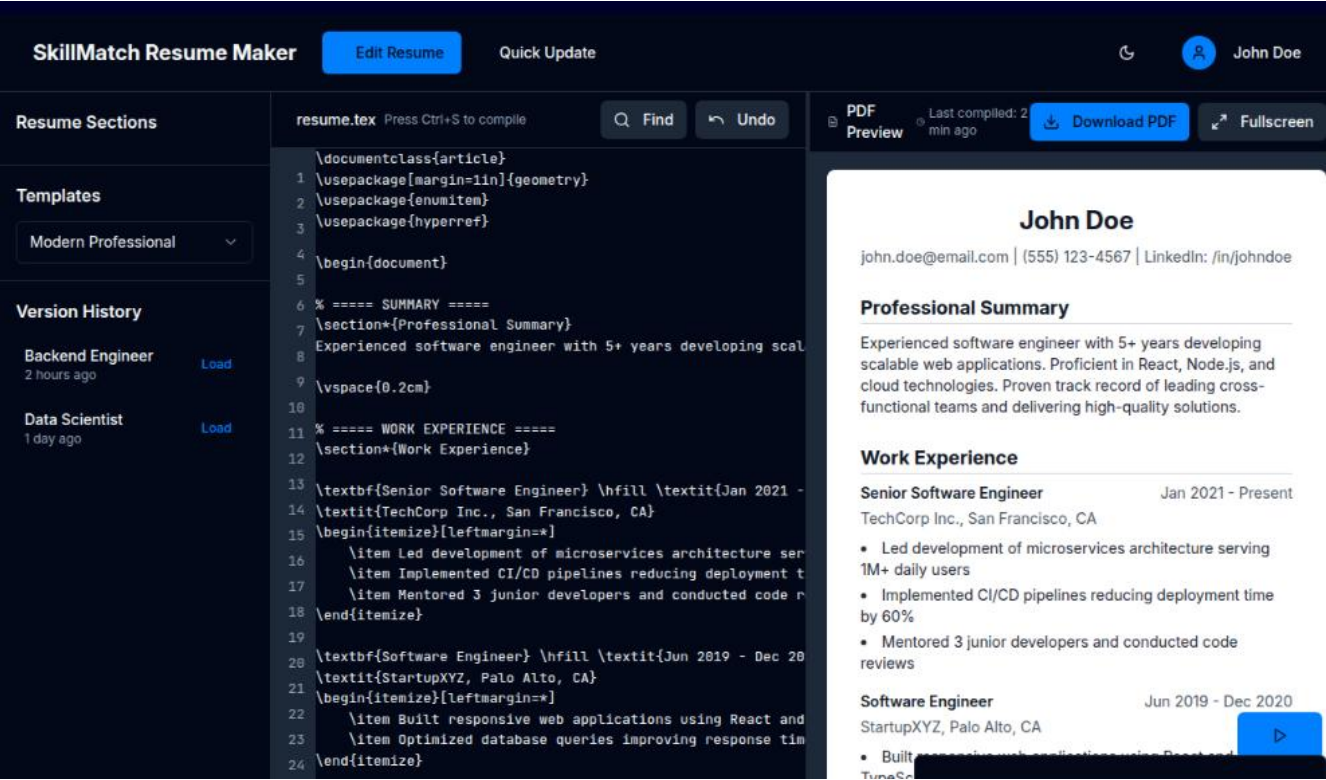 SkillMatch Resume Maker
Edit Resume
Quick Update
John Doe
Resume Sections
Templates
Modern Professional
Version History
Backend Engineer
2 hours ago
Load
Data Scientist
1 day ago
Load
resume.tex Press Ctrl+S to compile
Find
Undo
\documentclass{article}
1 \usepackage[margin=1in]{geometry}
2 \usepackage{enumitem}
3 \usepackage{hyperref}
4
\begin{document}
5
6 % ===== SUMMARY =====
7 \section*{Professional Summary}
8 Experienced software engineer with 5+ years developing scal
9 \vspace{0.2cm}
10
11 % ===== WORK EXPERIENCE =====
12 \section*{Work Experience}
13 \textbf{Senior Software Engineer} \hfill \textit{Jan 2021 -
14 \textit{TechCorp Inc., San Francisco, CA}
15 \begin{itemize}[leftmargin=*]
16 \item Led development of microservices architecture ser
17 \item Implemented CI/CD pipelines reducing deployment t
18 \item Mentored 3 junior developers and conducted code r
\end{itemize}
19
20 \textbf{Software Engineer} \hfill \textit{Jun 2019 - Dec 20
21 \textit{StartupXYZ, Palo Alto, CA}
\begin{itemize}[leftmargin=*]
22 \item Built responsive web applications using React and
23 \item Optimized database queries improving response tim
24 \end{itemize}
PDF
Preview
Last compiled: 2
min ago
Download PDF
Fullscreen
John Doe
john.doe@email.com | (555) 123-4567 | LinkedIn: /in/johndoe
Professional Summary
Experienced software engineer with 5+ years developing
scalable web applications. Proficient in React, Node.js, and
cloud technologies. Proven track record of leading cross-
functional teams and delivering high-quality solutions.
Work Experience
Senior Software Engineer Jan 2021 - Present
TechCorp Inc., San Francisco, CA
• Led development of microservices architecture serving
1M+ daily users
• Implemented CI/CD pipelines reducing deployment time
by 60%
• Mentored 3 junior developers and conducted code
reviews
Software Engineer Jun 2019 - Dec 2020
StartupXYZ, Palo Alto, CA
• Built